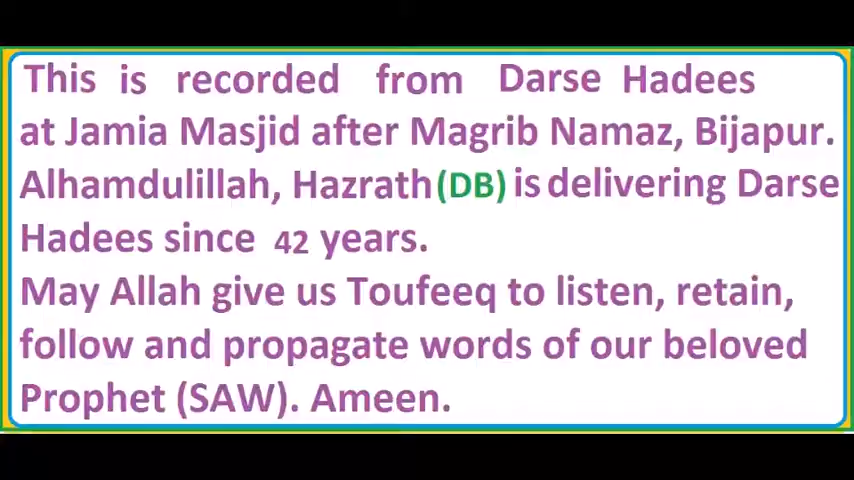 This is recorded from Darse Hadees
at Jamia Masjid after Magrib Namaz, Bijapur.
Alhamdulillah, Hazrath(DB) is delivering Darse
Hadees since 42 years.
May Allah give us Toufeeq to listen, retain,
follow and propagate words of our beloved
Prophet (SAW). Ameen.